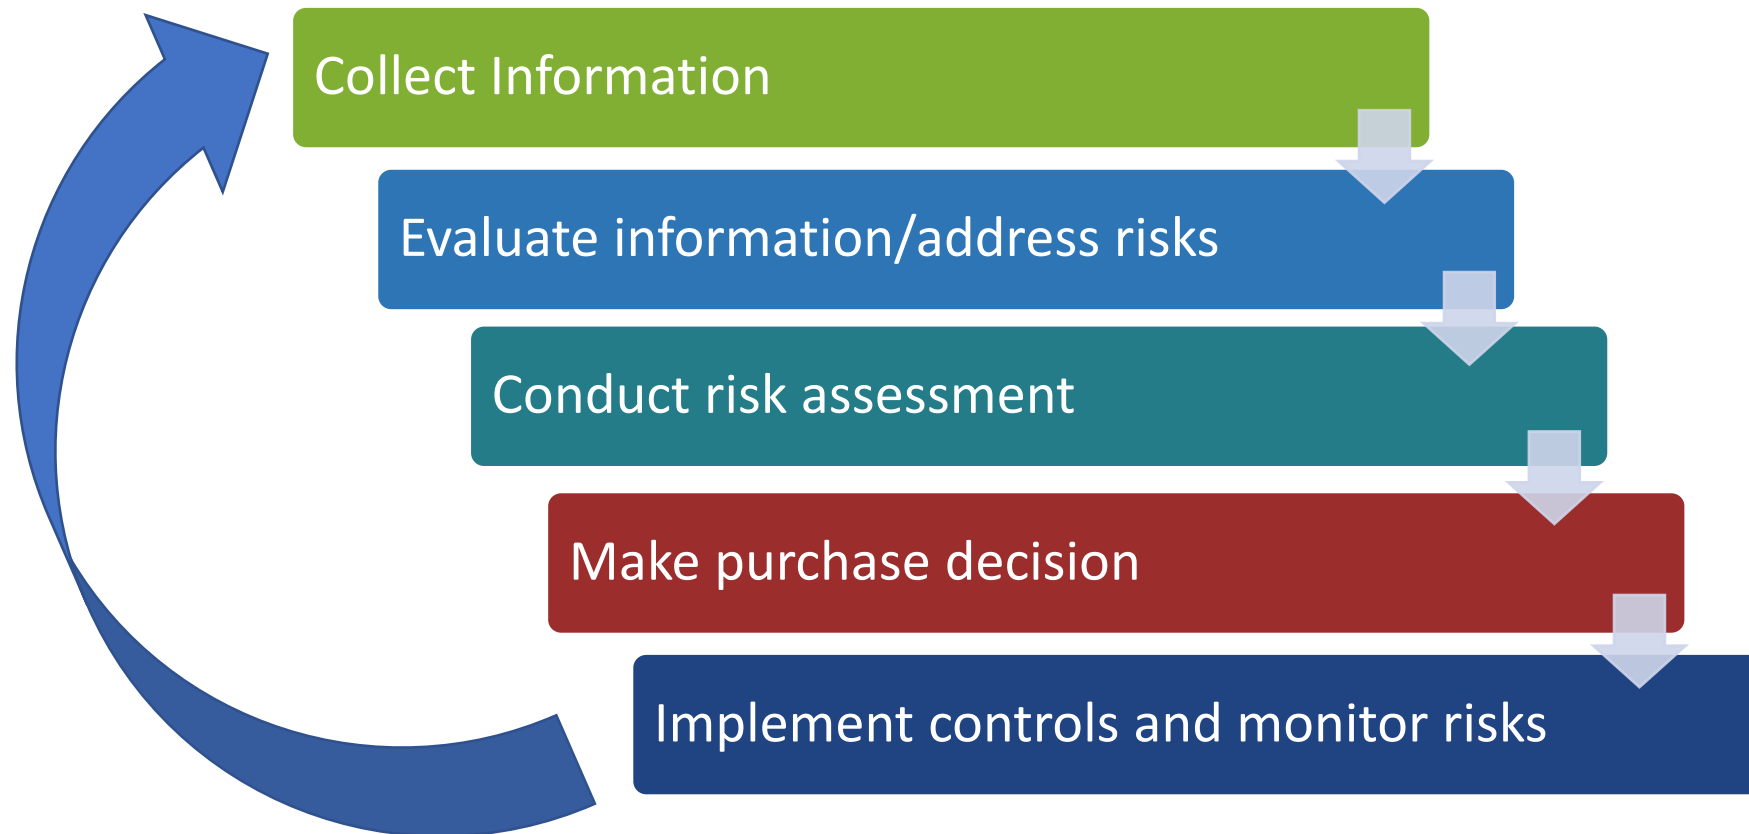 Collect Information
Evaluate information/address risks
Conduct risk assessment
Make purchase decision
Implement controls and monitor risks